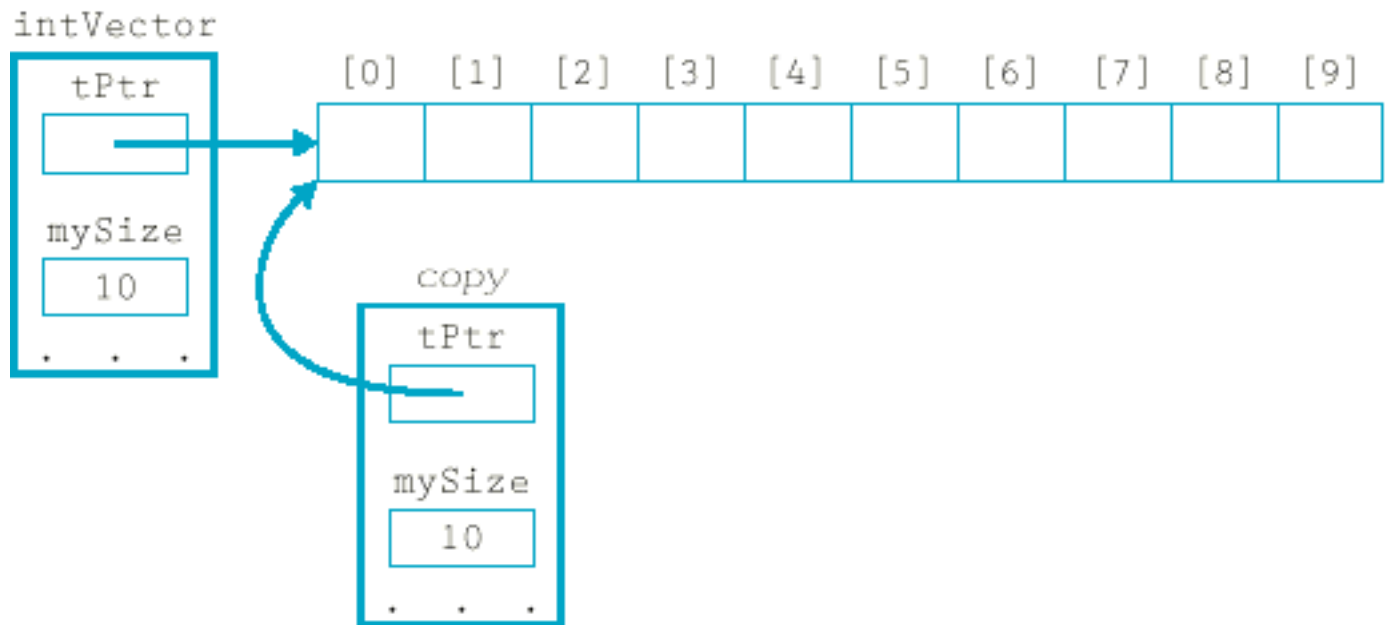 intVector
tPtr
[0] [1] [2] [3] [4] [5] [6] [7] [8] [9]
mySize
10
. . .
copy
tPtr
mySize
10
. . .